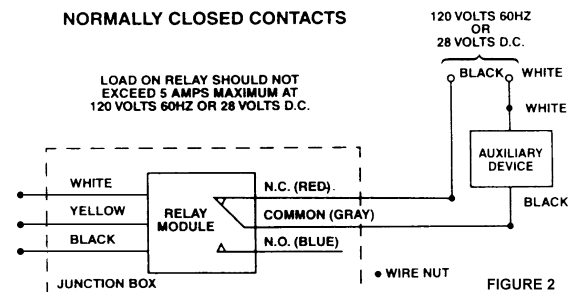 NORMALLY CLOSED CONTACTS
120 VOLTS 60HZ
OR
28 VOLTS D.C.
LOAD ON RELAY SHOULD NOT
EXCEED 5 AMPS MAXIMUM AT
120 VOLTS 60HZ OR 28 VOLTS D.C.
BLACK
WHITE
WHITE
AUXILIARY
DEVICE
BLACK
WHITE
YELLOW
BLACK
RELAY
MODULE
N.C. (RED).
COMMON (GRAY)
N.O. (BLUE)
JUNCTION BOX
WIRE NUT
FIGURE 2